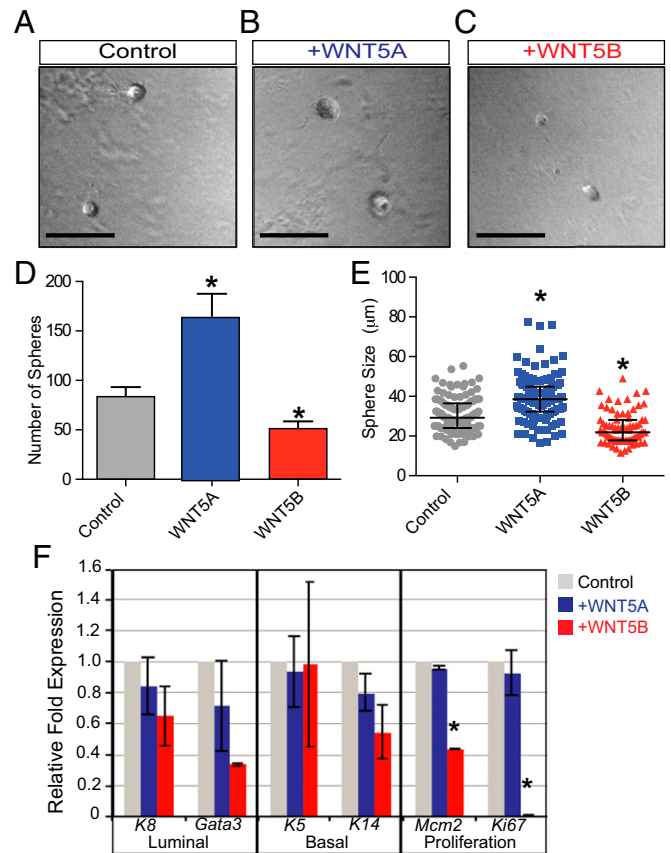 A
B
C
Control
+WNT5A
+WNT5B
D
Number of Spheres
200
150
100
50
0
*
*
Control
WNT5A
WNT5B
E
Sphere Size (μm)
100
80
60
40
20
0
*
*
Control
WNT5A
WNT5B
F
Relative Fold Expression
1.6
1.4
1.2
1.0
0.8
0.6
0.4
0.2
0
*
*
K8 Gata3 K5 K14 Mcm2 Ki67
Luminal Basal Proliferation
Control
+WNT5A
+WNT5B